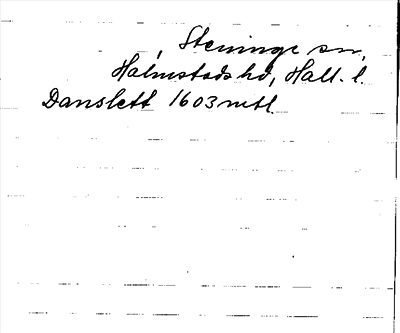 , Steninge sn,
Halmstads hd, Hall. l.
Danslett 1603 mtl.